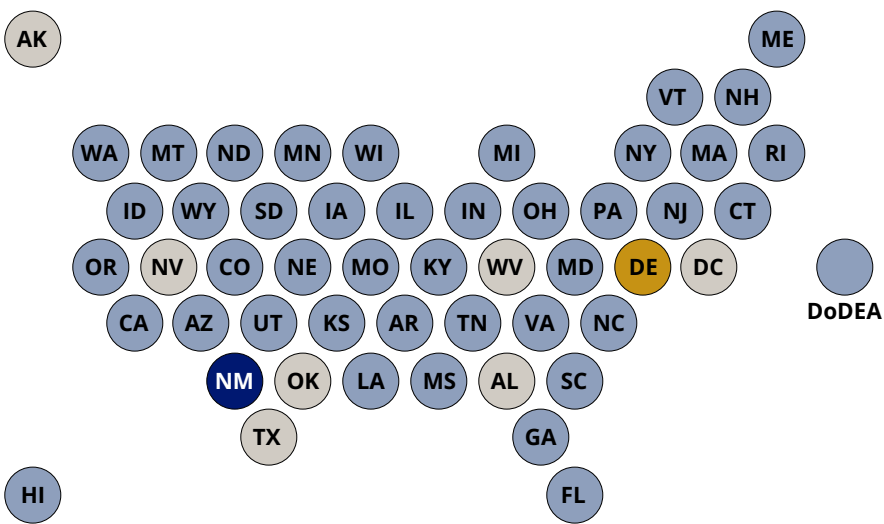 AK
ME
VT NH
WA MT ND MN WI MI NY MA RI
ID WY SD IA IL IN OH PA NJ CT
OR NV CO NE MO KY WV MD DE DC
DoDEA
CA AZ UT KS AR TN VA NC
NM OK LA MS AL SC
TX GA
HI FL